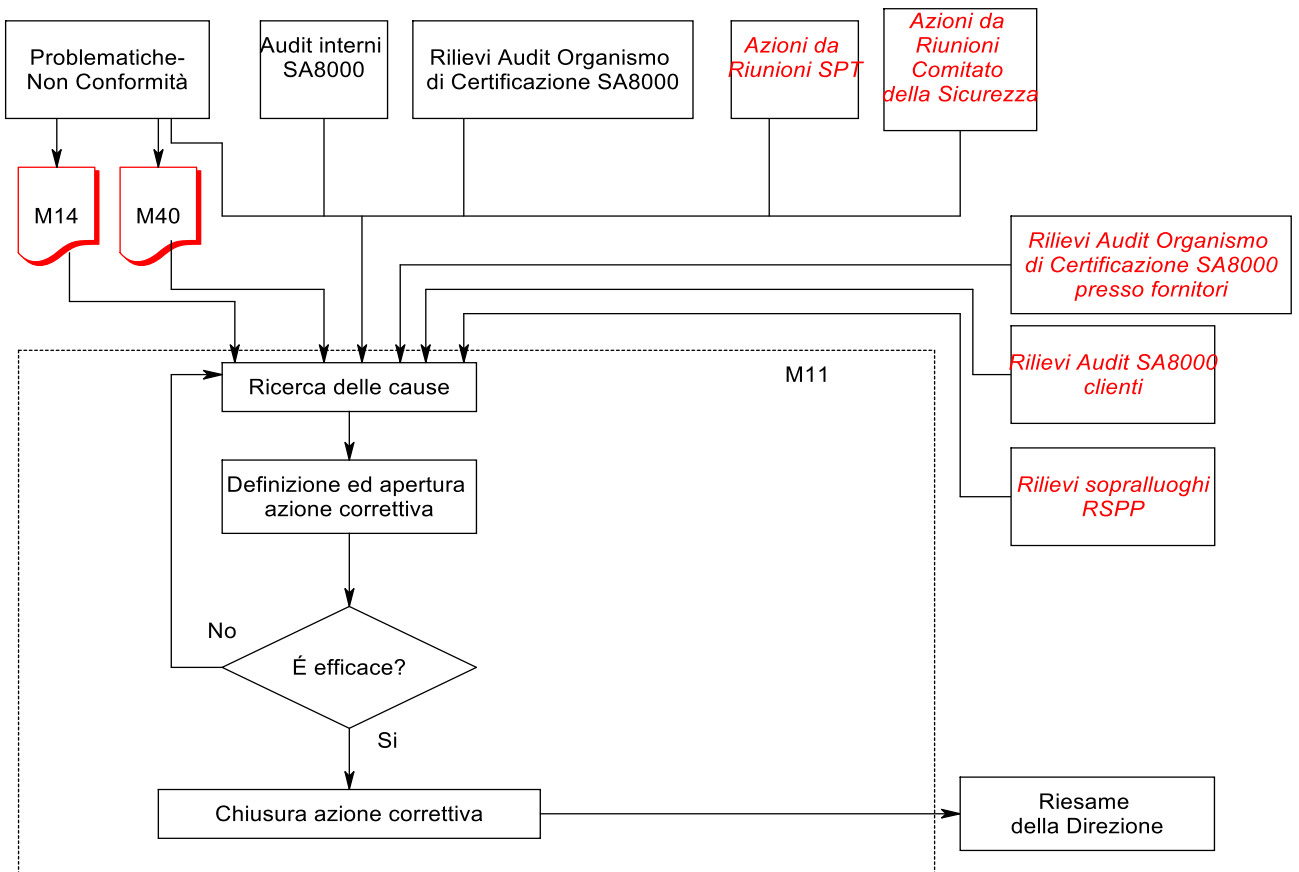 Problematiche-
Non Conformità
Audit interni
SA8000
Rilievi Audit Organismo
di Certificazione SA8000
Azioni da
Riunioni SPT
Azioni da
Riunioni
Comitato
della Sicurezza
M14
M40
Rilievi Audit Organismo
di Certificazione SA8000
presso fornitori
Rilievi Audit SA8000
clienti
Rilievi sopralluoghi
RSPP
M11
Ricerca delle cause
Definizione ed apertura
azione correttiva
No
É efficace?
Si
Chiusura azione correttiva
Riesame
della Direzione